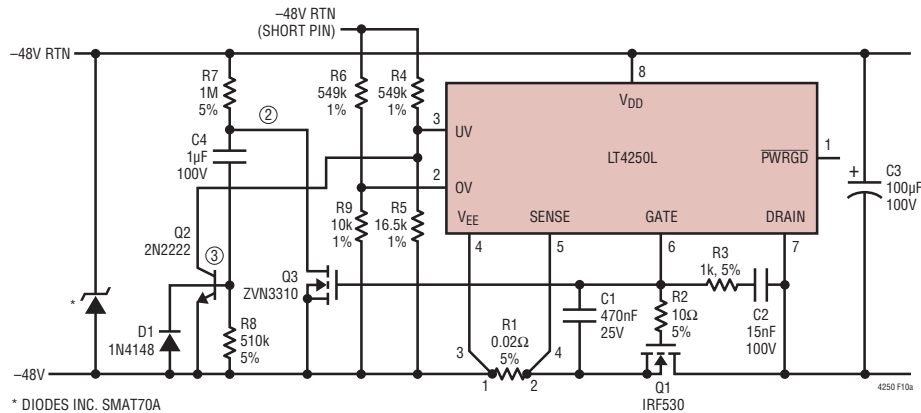 –48V RTN
(SHORT PIN)
–48V RTN
R7
1M
5%
R6
549k
1%
R4
549k
1%
8
VDD
2
C4
1µF
100V
3
UV
LT4250L
PWRGD
1
2
OV
C3
100µF
100V
+
R9
10k
1%
R5
16.5k
1%
VEE
SENSE
GATE
DRAIN
4
5
6
7
Q2
2N2222
3
Q3
ZVN3310
R3
1k, 5%
C1
470nF
25V
R2
10Ω
5%
C2
15nF
100V
*
D1
1N4148
R8
510k
5%
R1
0.02Ω
5%
3
4
1
2
–48V
Q1
IRF530
4250 F10a
* DIODES INC. SMAT70A